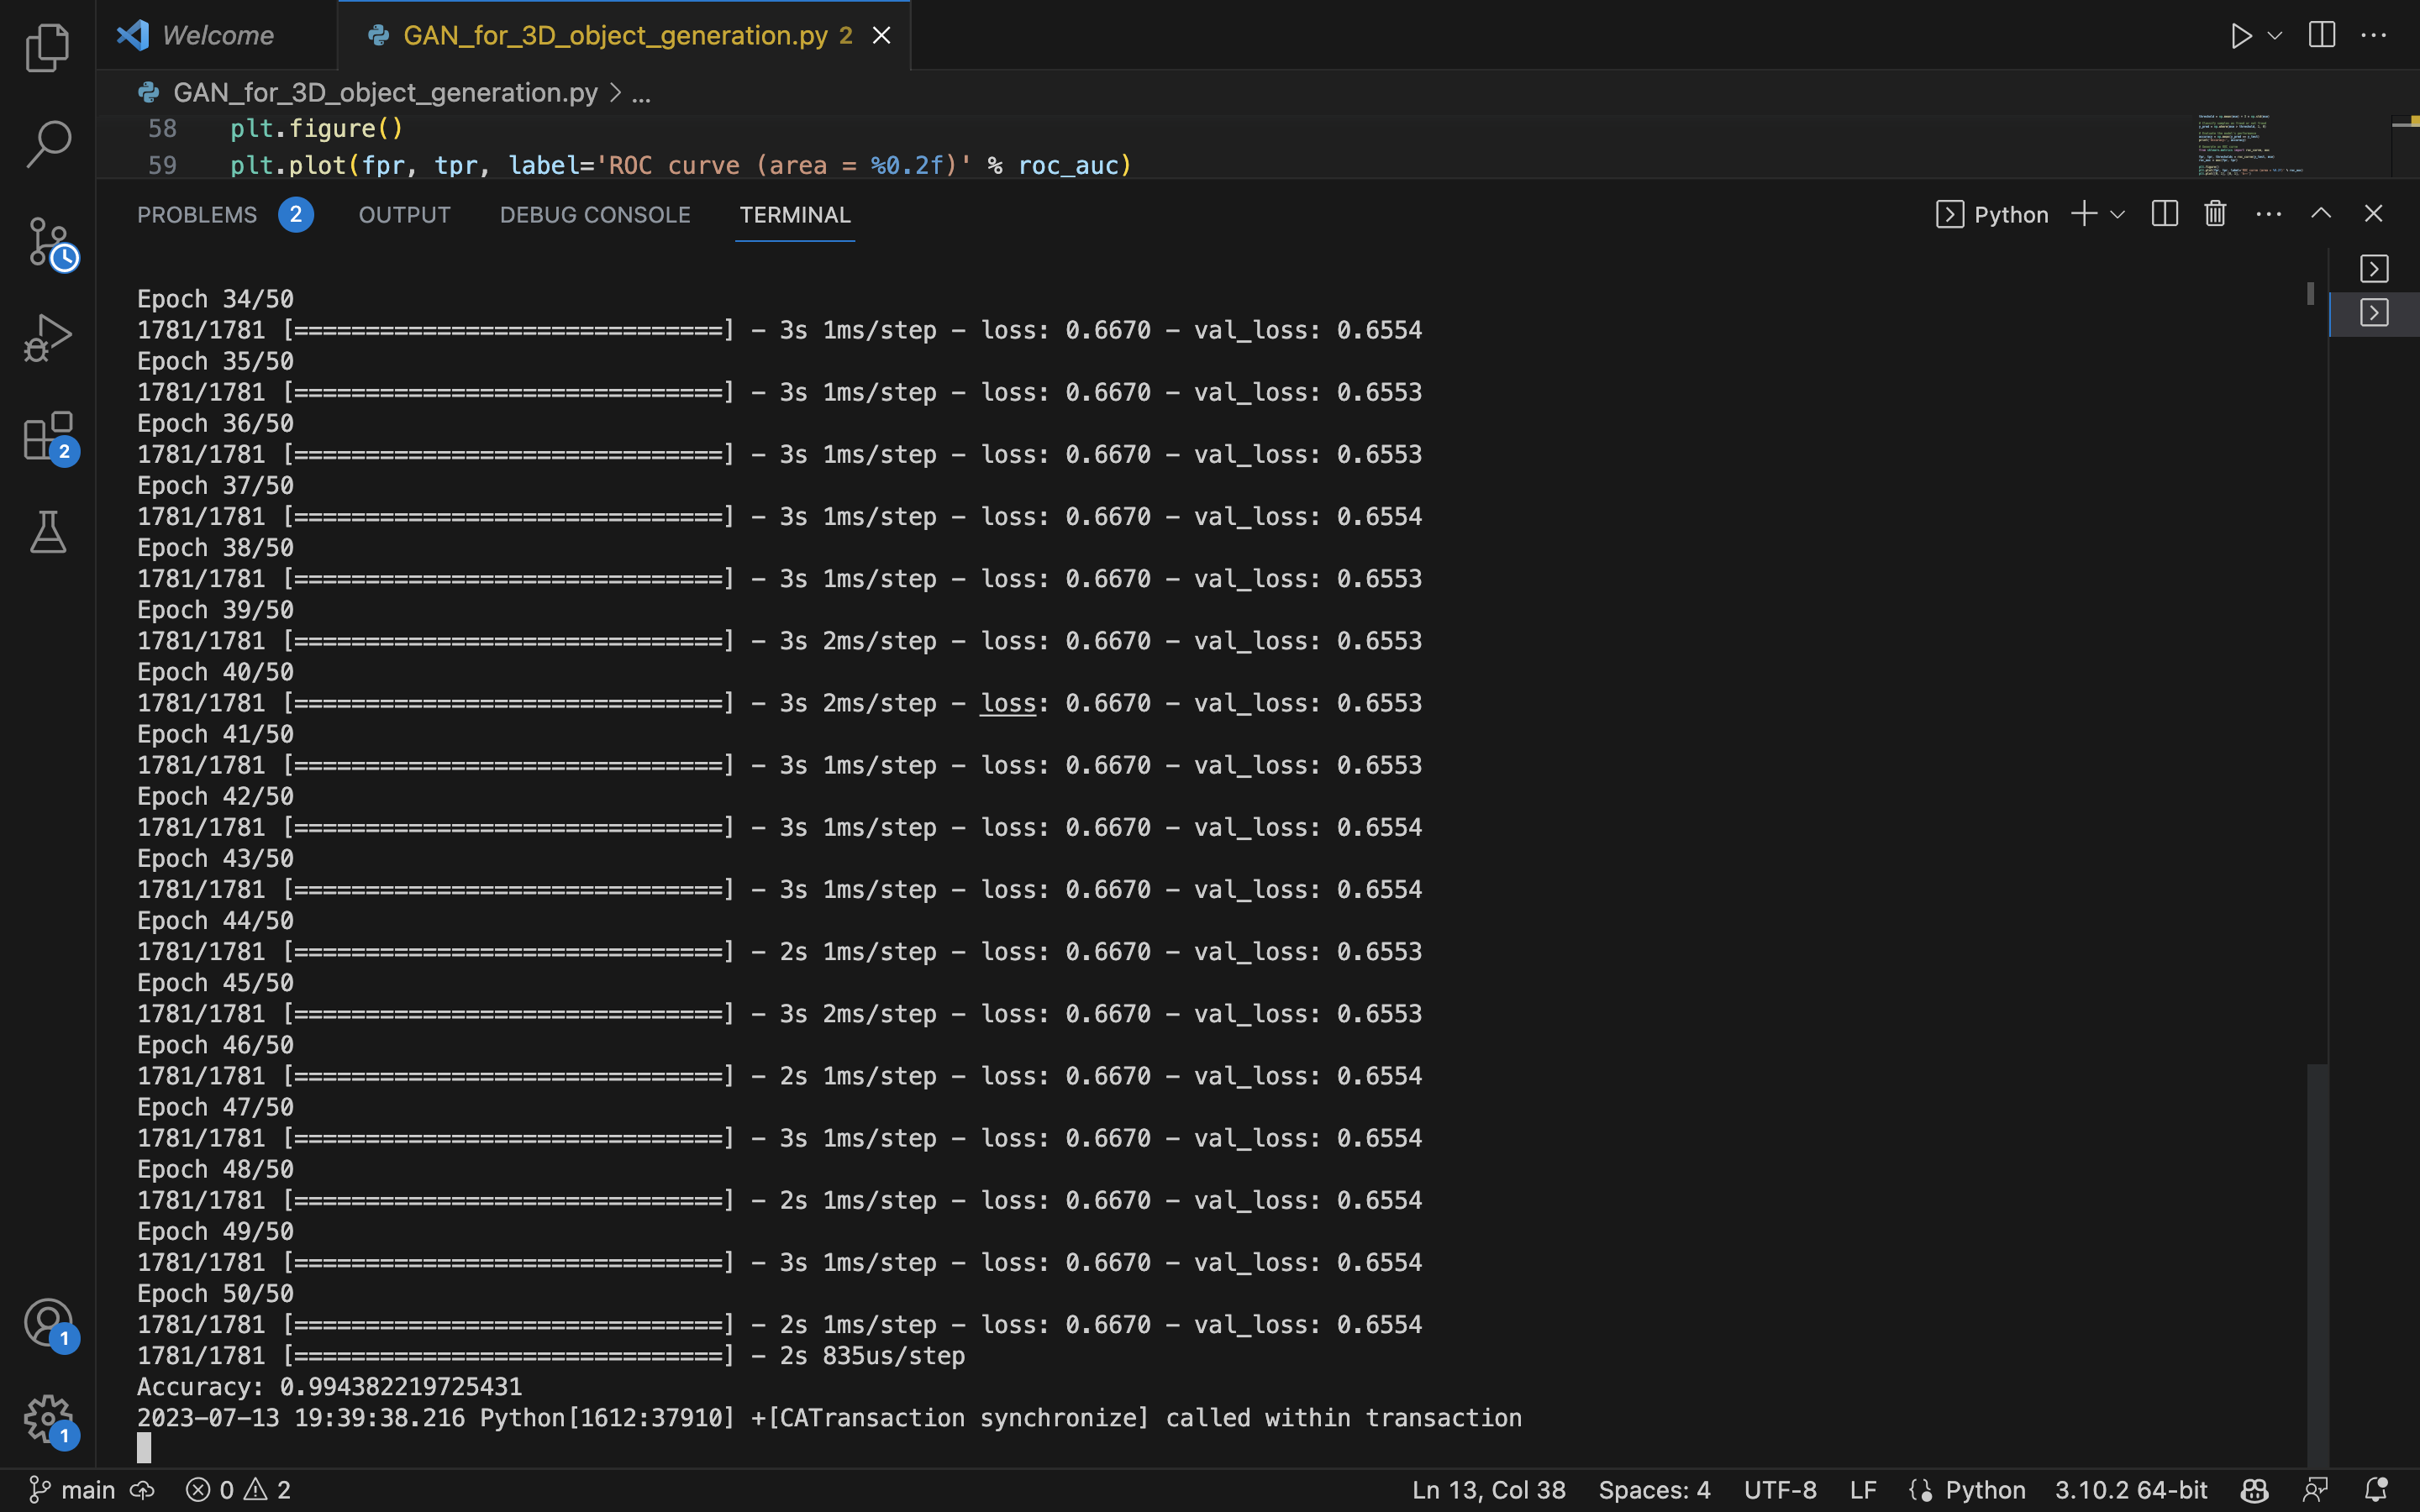 Welcome
GAN_for_3D_object_generation.py 2
GAN_for_3D_object_generation.py > ...
58 plt.figure()
59 plt.plot(fpr, tpr, label='ROC curve (area = %0.2f)' % roc_auc)
PROBLEMS 2 OUTPUT DEBUG CONSOLE TERMINAL Python
Epoch 34/50
1781/1781 [==============================] - 3s 1ms/step - loss: 0.6670 - val_loss: 0.6554
Epoch 35/50
1781/1781 [==============================] - 3s 1ms/step - loss: 0.6670 - val_loss: 0.6553
Epoch 36/50
1781/1781 [==============================] - 3s 1ms/step - loss: 0.6670 - val_loss: 0.6553
Epoch 37/50
1781/1781 [==============================] - 3s 1ms/step - loss: 0.6670 - val_loss: 0.6554
Epoch 38/50
1781/1781 [==============================] - 3s 1ms/step - loss: 0.6670 - val_loss: 0.6553
Epoch 39/50
1781/1781 [==============================] - 3s 2ms/step - loss: 0.6670 - val_loss: 0.6553
Epoch 40/50
1781/1781 [==============================] - 3s 2ms/step - loss: 0.6670 - val_loss: 0.6553
Epoch 41/50
1781/1781 [==============================] - 3s 1ms/step - loss: 0.6670 - val_loss: 0.6553
Epoch 42/50
1781/1781 [==============================] - 3s 1ms/step - loss: 0.6670 - val_loss: 0.6554
Epoch 43/50
1781/1781 [==============================] - 3s 1ms/step - loss: 0.6670 - val_loss: 0.6554
Epoch 44/50
1781/1781 [==============================] - 2s 1ms/step - loss: 0.6670 - val_loss: 0.6553
Epoch 45/50
1781/1781 [==============================] - 3s 2ms/step - loss: 0.6670 - val_loss: 0.6553
Epoch 46/50
1781/1781 [==============================] - 2s 1ms/step - loss: 0.6670 - val_loss: 0.6554
Epoch 47/50
1781/1781 [==============================] - 3s 1ms/step - loss: 0.6670 - val_loss: 0.6554
Epoch 48/50
1781/1781 [==============================] - 2s 1ms/step - loss: 0.6670 - val_loss: 0.6554
Epoch 49/50
1781/1781 [==============================] - 3s 1ms/step - loss: 0.6670 - val_loss: 0.6554
Epoch 50/50
1781/1781 [==============================] - 2s 1ms/step - loss: 0.6670 - val_loss: 0.6554
1781/1781 [==============================] - 2s 835us/step
Accuracy: 0.994382219725431
2023-07-13 19:39:38.216 Python[1612:37910] +[CATransaction synchronize] called within transaction
2
1
1
main 0 2 Ln 13, Col 38 Spaces: 4 UTF-8 LF Python 3.10.2 64-bit